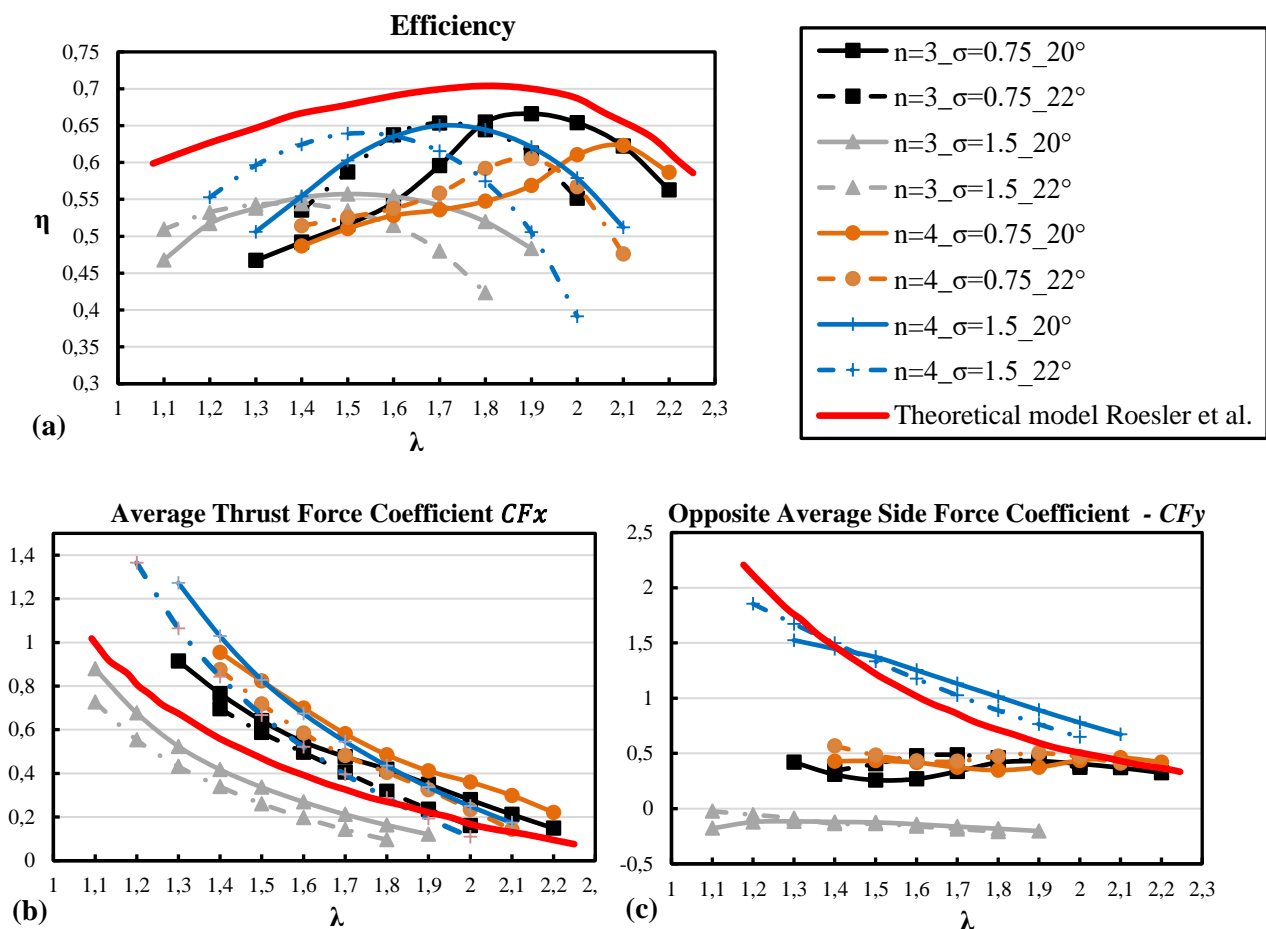 Efficiency
0,75
0,7
0,65
0,6
0,55
η
0,5
0,45
0,4
0,35
0,3
1 1,1 1,2 1,3 1,4 1,5 1,6 1,7 1,8 1,9 2 2,1 2,2 2,3
(a)
λ
n=3_σ=0.75_20°
n=3_σ=0.75_22°
n=3_σ=1.5_20°
n=3_σ=1.5_22°
n=4_σ=0.75_20°
n=4_σ=0.75_22°
n=4_σ=1.5_20°
n=4_σ=1.5_22°
Theoretical model Roesler et al.
Average Thrust Force Coefficient CFx
1,4
1,2
1
0,8
0,6
0,4
0,2
0
1 1,1 1,2 1,3 1,4 1,5 1,6 1,7 1,8 1,9 2 2,1 2,2 2,
(b)
λ
Opposite Average Side Force Coefficient - CFy
2,5
2
1,5
1
0,5
0
-0,5
1 1,1 1,2 1,3 1,4 1,5 1,6 1,7 1,8 1,9 2 2,1 2,2 2,3
(c)
λ